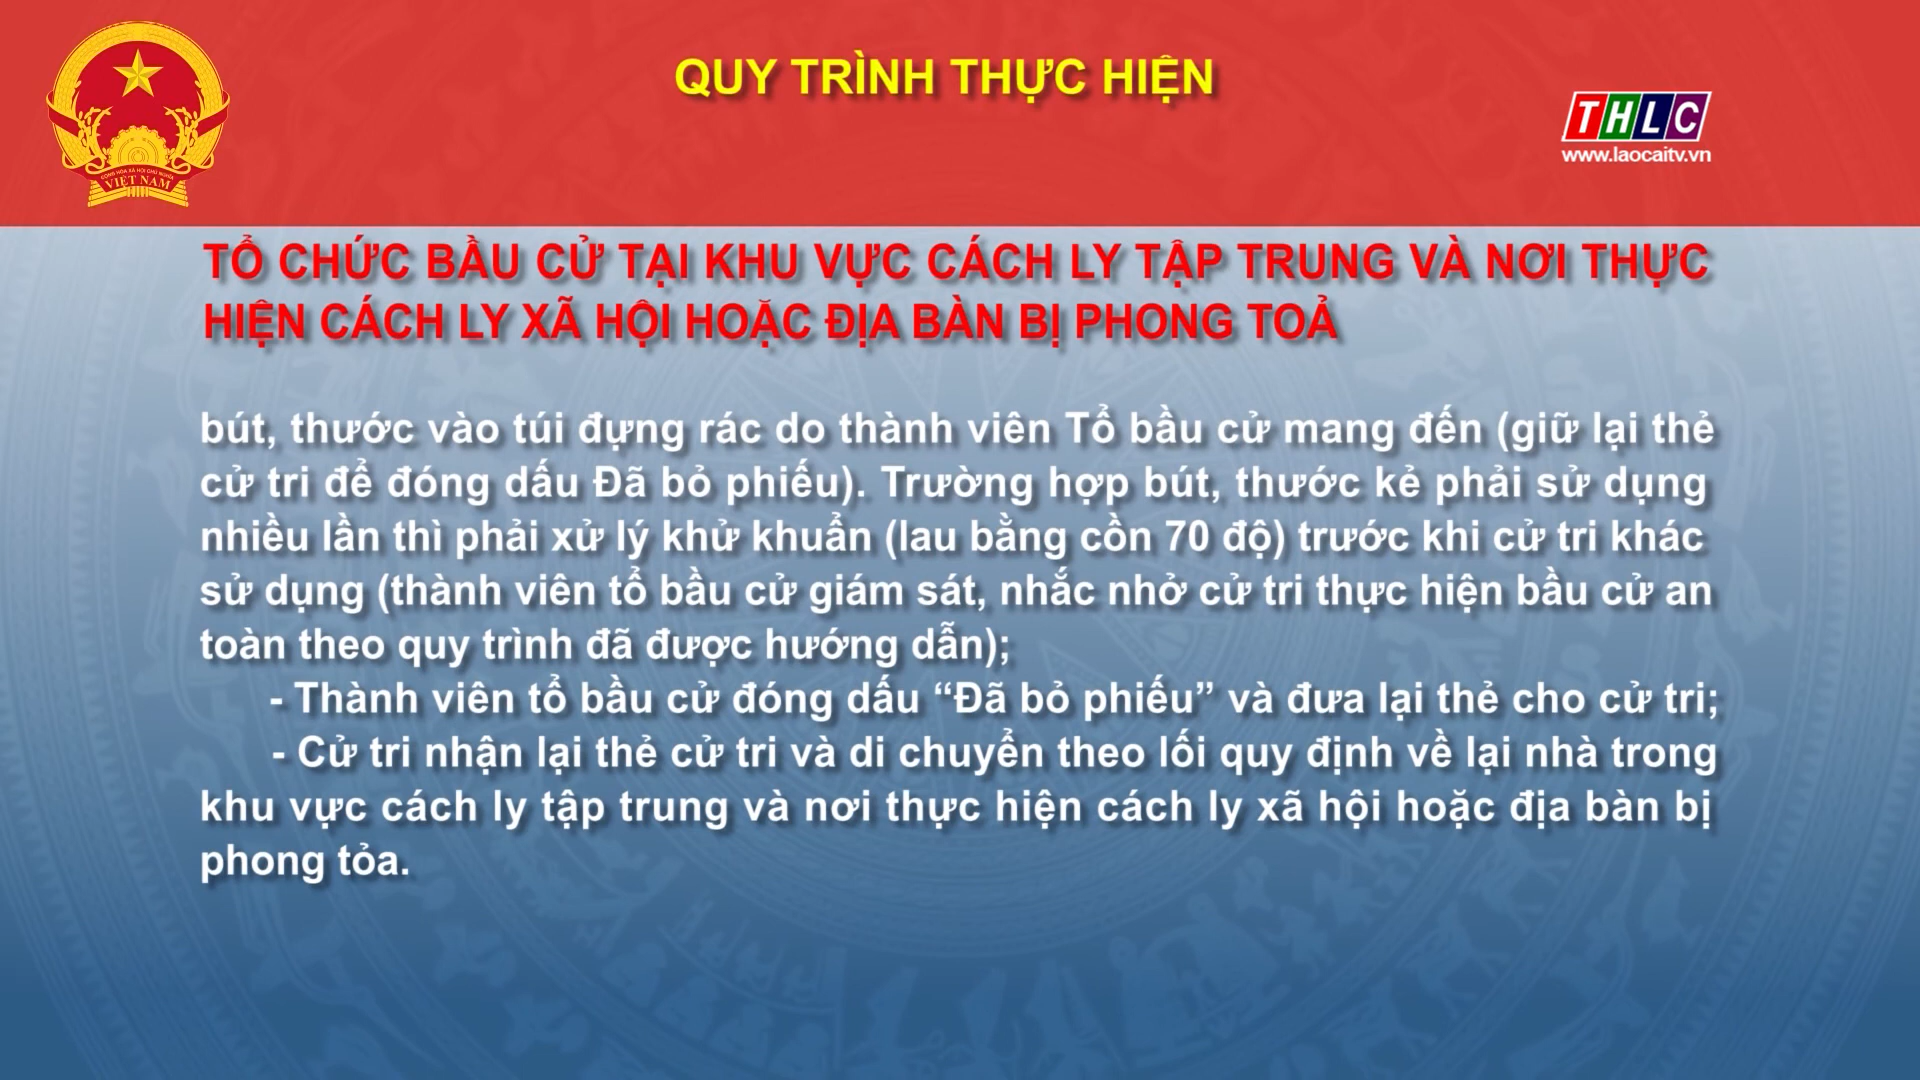 QUY TRÌNH THỰC HIỆN
THLC
www.laocaitv.vn
CỘNG HÒA XÃ HỘI CHỦ NGHĨA
VIỆT NAM
TỔ CHỨC BẦU CỬ TẠI KHU VỰC CÁCH LY TẬP TRUNG VÀ NƠI THỰC
HIỆN CÁCH LY XÃ HỘI HOẶC ĐỊA BÀN BỊ PHONG TOẢ
bút, thước vào túi đựng rác do thành viên Tổ bầu cử mang đến (giữ lại thẻ
cử tri để đóng dấu Đã bỏ phiếu). Trường hợp bút, thước kẻ phải sử dụng
nhiều lần thì phải xử lý khử khuẩn (lau bằng cồn 70 độ) trước khi cử tri khác
sử dụng (thành viên tổ bầu cử giám sát, nhắc nhở cử tri thực hiện bầu cử an
toàn theo quy trình đã được hướng dẫn);
- Thành viên tổ bầu cử đóng dấu “Đã bỏ phiếu” và đưa lại thẻ cho cử tri;
- Cử tri nhận lại thẻ cử tri và di chuyển theo lối quy định về lại nhà trong
khu vực cách ly tập trung và nơi thực hiện cách ly xã hội hoặc địa bàn bị
phong tỏa.